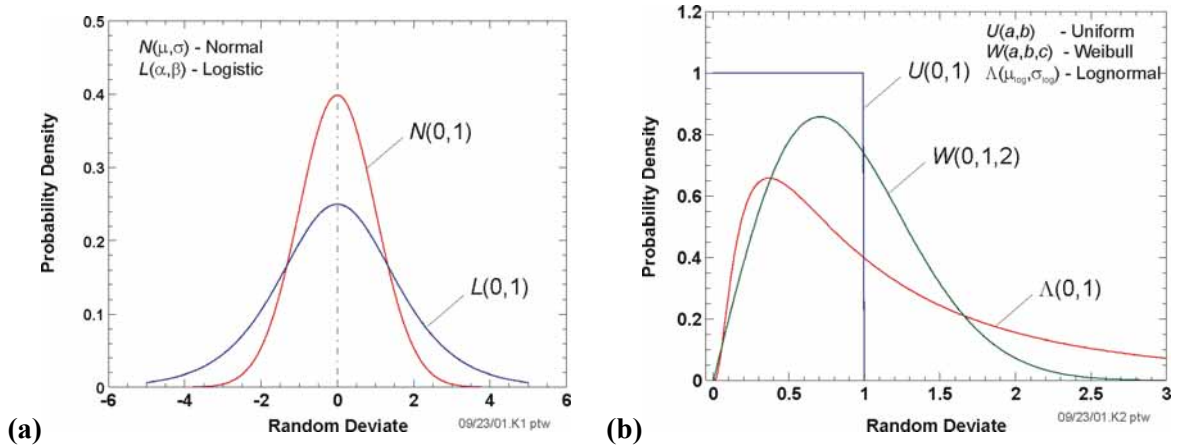 N(μ,σ) - Normal
L(α,β) - Logistic
N(0,1)
L(0,1)
Probability Density
0.5
0.4
0.3
0.2
0.1
0
-6 -4 -2 0 2 4 6
Random Deviate
09/23/01.K1 ptw
(a)
U(a,b) - Uniform
W(a,b,c) - Weibull
Λ(μlog,σlog) - Lognormal
U(0,1)
W(0,1,2)
Λ(0,1)
Probability Density
1.2
1
0.8
0.6
0.4
0.2
0
0 0.5 1 1.5 2 2.5 3
Random Deviate
09/23/01.K2 ptw
(b)